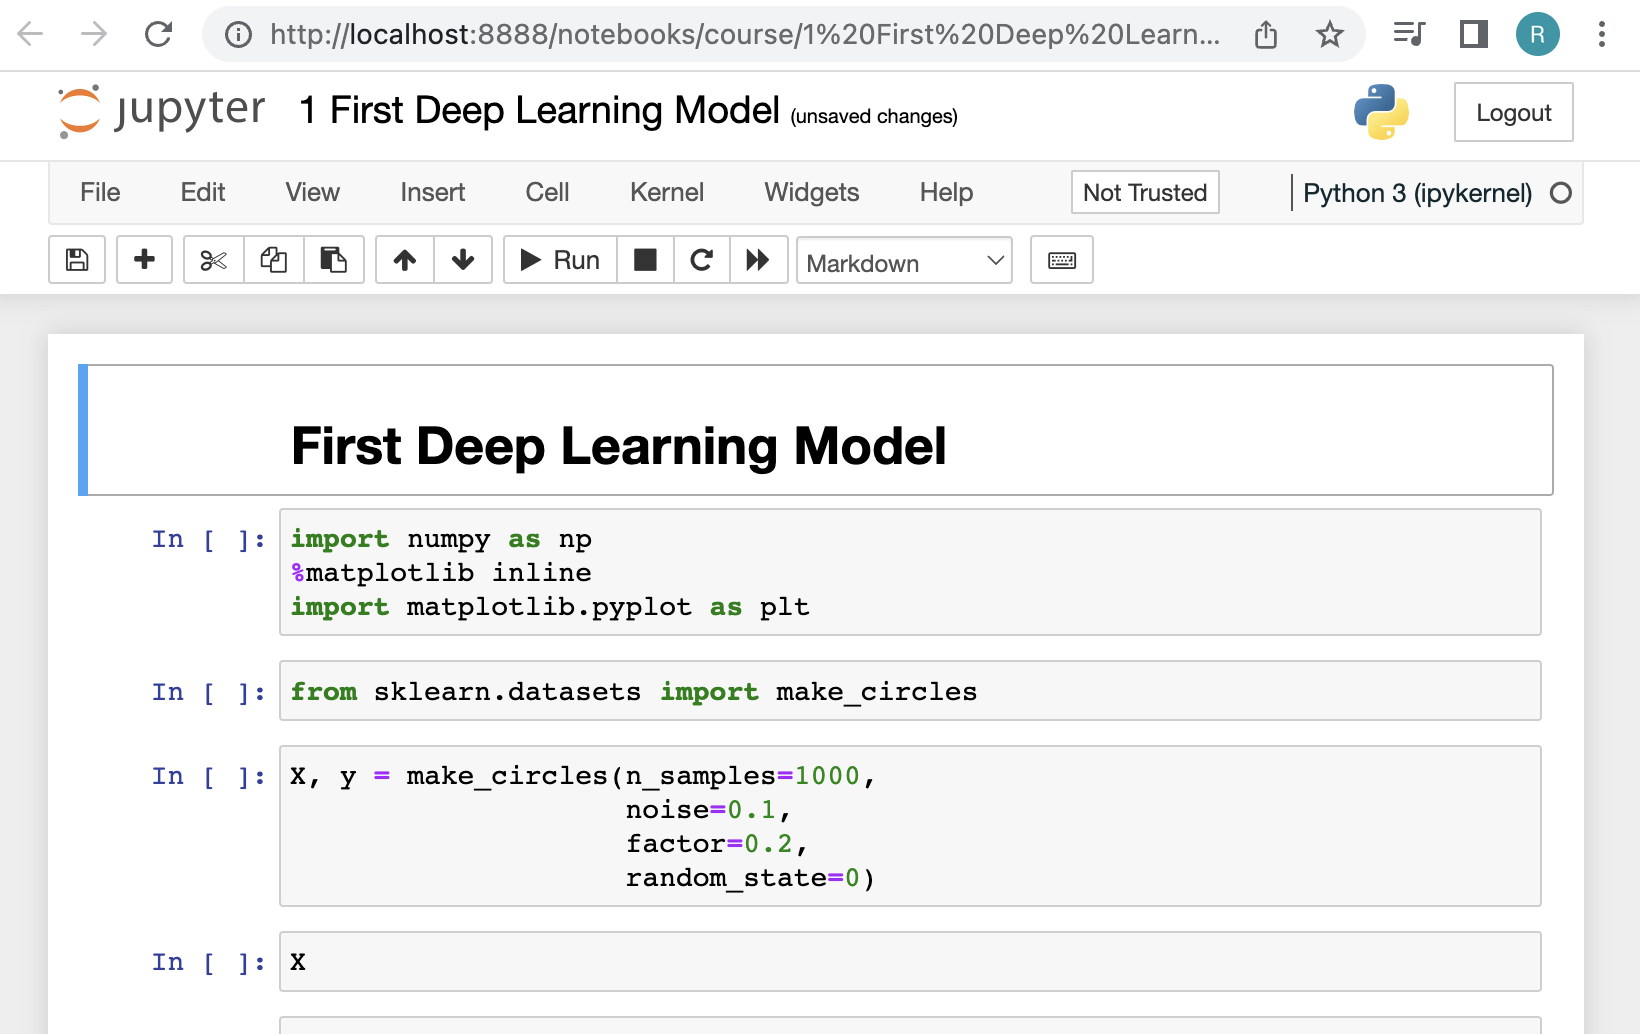 http://localhost:8888/notebooks/course/1%20First%20Deep%20Learn...
R
jupyter 1 First Deep Learning Model (unsaved changes)
Logout
File Edit View Insert Cell Kernel Widgets Help Not Trusted Python 3 (ipykernel)
Run Markdown
First Deep Learning Model
In [ ]: import numpy as np
%matplotlib inline
import matplotlib.pyplot as plt
In [ ]: from sklearn.datasets import make_circles
In [ ]: X, y = make_circles(n_samples=1000,
noise=0.1,
factor=0.2,
random_state=0)
In [ ]: X